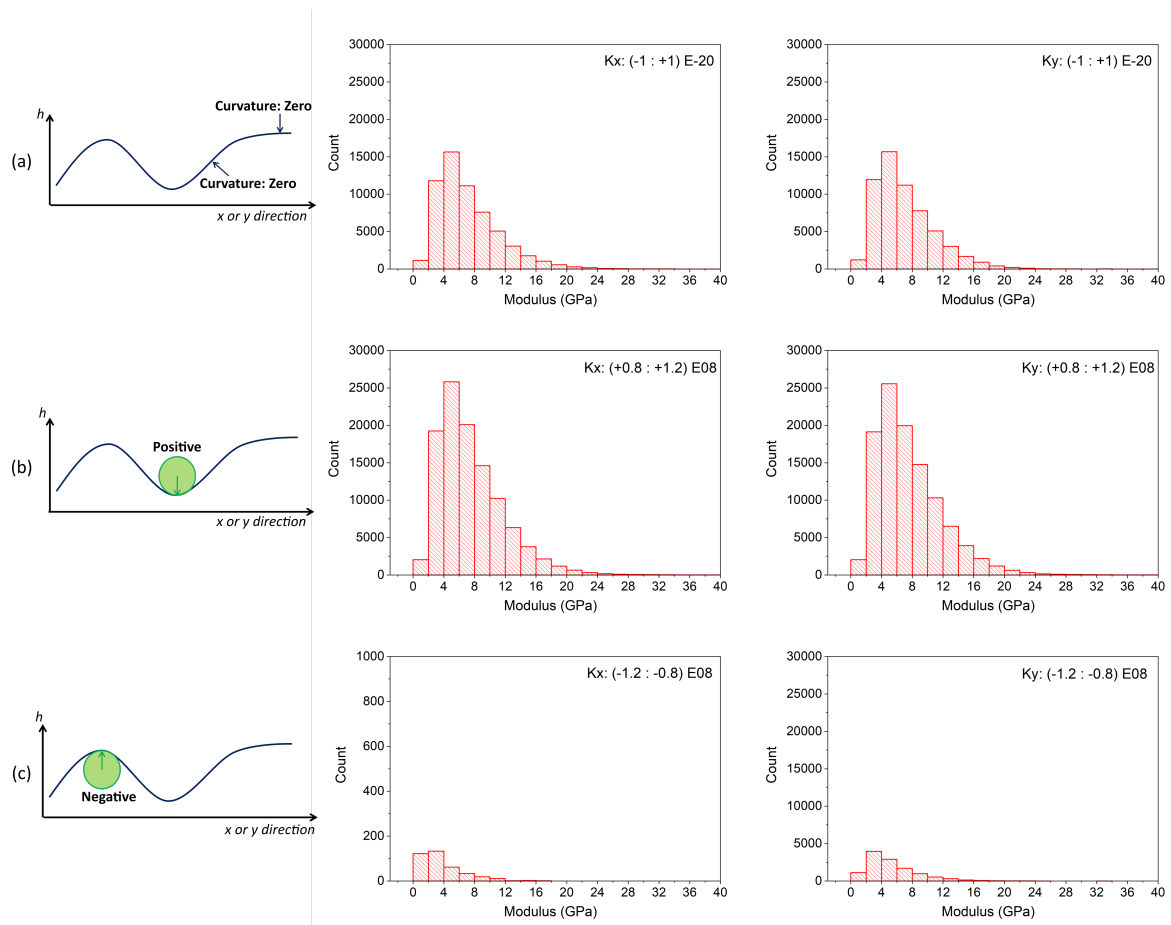 (a)
h
Curvature: Zero
Curvature: Zero
x or y direction
30000
25000
20000
15000
10000
5000
0
Count
Kx: (-1 : +1) E-20
0 4 8 12 16 20 24 28 32 36 40
Modulus (GPa)
30000
25000
20000
15000
10000
5000
0
Count
Ky: (-1 : +1) E-20
0 4 8 12 16 20 24 28 32 36 40
Modulus (GPa)
(b)
h
Positive
x or y direction
30000
25000
20000
15000
10000
5000
0
Count
Kx: (+0.8 : +1.2) E08
0 4 8 12 16 20 24 28 32 36 40
Modulus (GPa)
30000
25000
20000
15000
10000
5000
0
Count
Ky: (+0.8 : +1.2) E08
0 4 8 12 16 20 24 28 32 36 40
Modulus (GPa)
(c)
h
Negative
x or y direction
1000
800
600
400
200
0
Count
Kx: (-1.2 : -0.8) E08
0 4 8 12 16 20 24 28 32 36 40
Modulus (GPa)
30000
25000
20000
15000
10000
5000
0
Count
Ky: (-1.2 : -0.8) E08
0 4 8 12 16 20 24 28 32 36 40
Modulus (GPa)